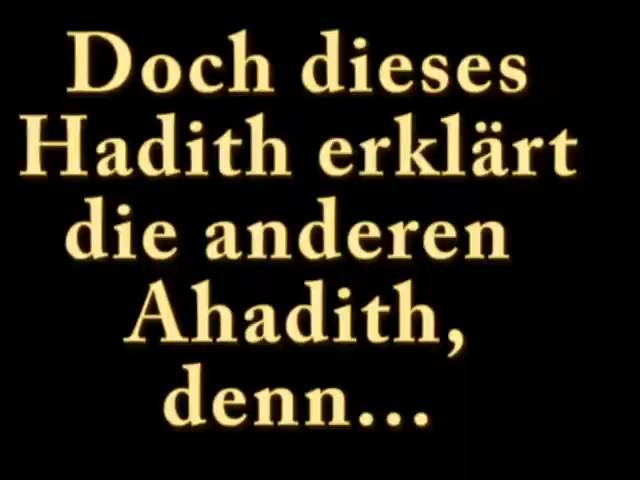 Doch dieses
Hadith erklärt
die anderen
Ahadith,
denn...